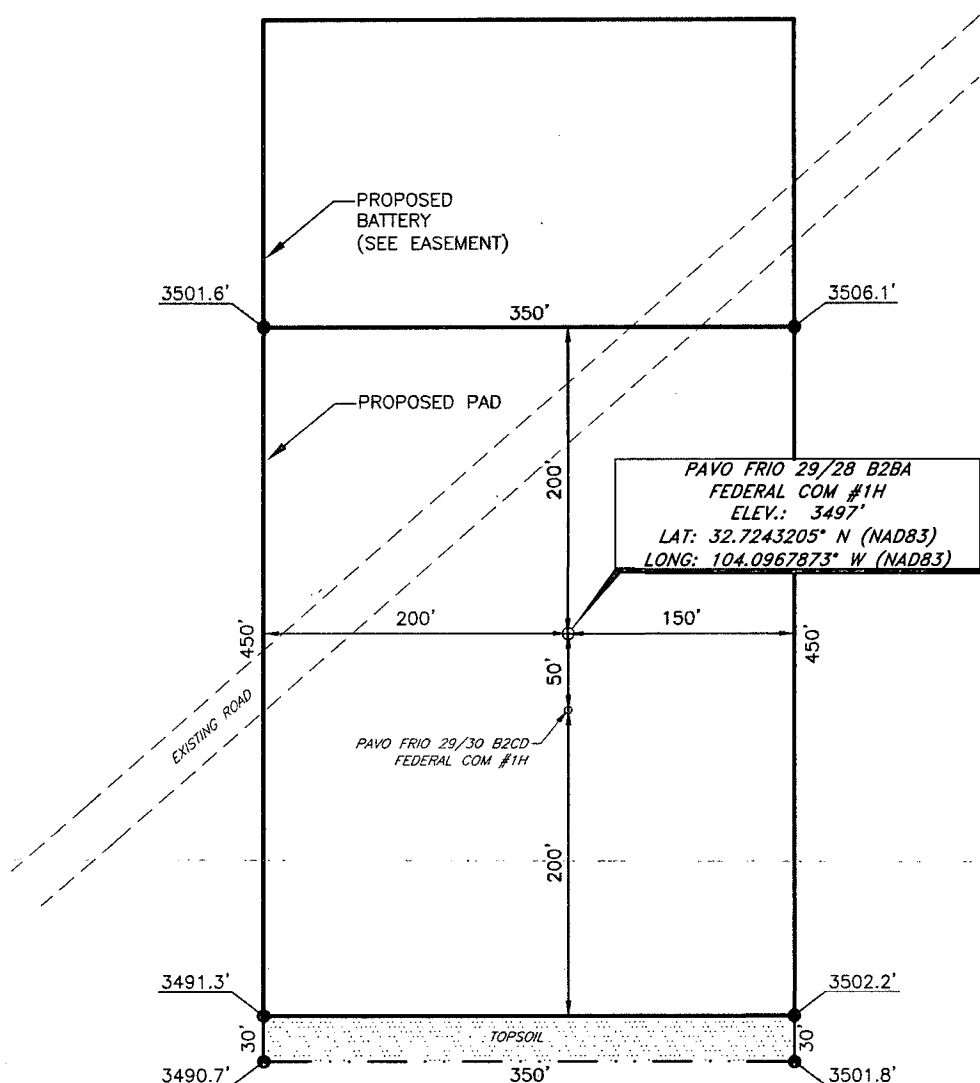 PROPOSED
BATTERY
(SEE EASEMENT)
3501.6'
350'
3506.1'
PROPOSED PAD
200'
PAVO FRIO 29/28 B2BA
FEDERAL COM #1H
ELEV.: 3497'
LAT: 32.7243205° N (NAD83)
LONG: 104.0967873° W (NAD83)
450'
200'
150'
450'
50'
EXISTING ROAD
PAVO FRIO 29/30 B2CD
FEDERAL COM #1H
200'
3491.3'
3502.2'
30'
TOPSOIL
30'
3490.7'
350'
3501.8'